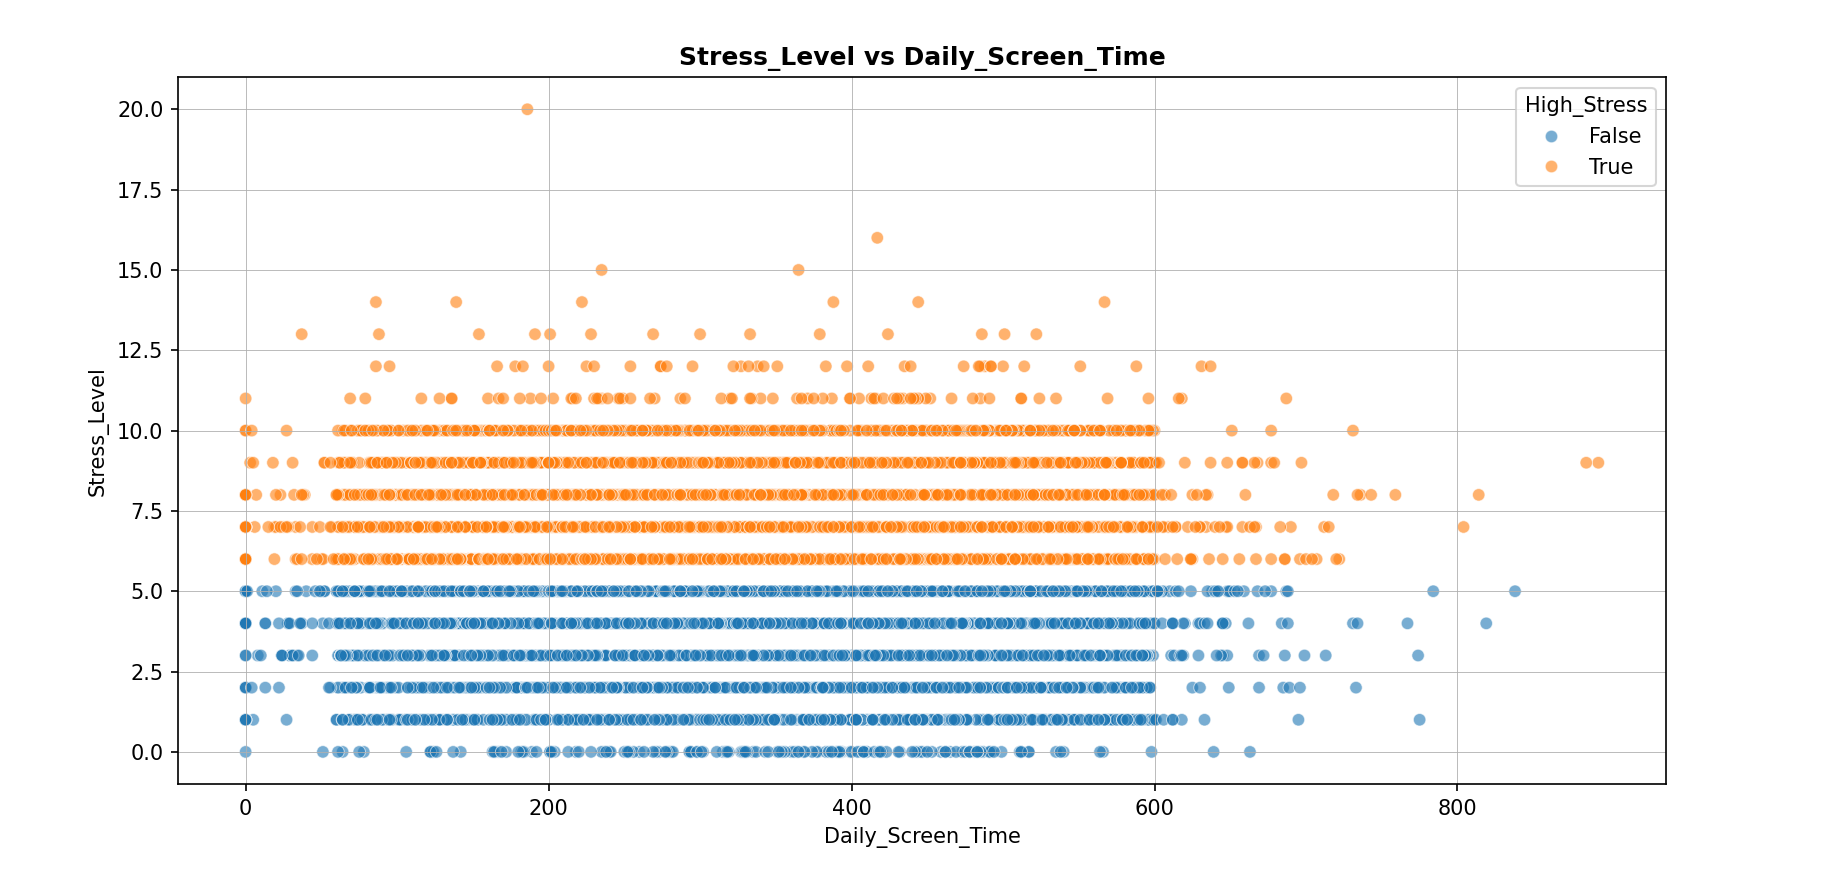 Stress_Level vs Daily_Screen_Time
High_Stress
False
True
Stress_Level
20.0
17.5
15.0
12.5
10.0
7.5
5.0
2.5
0.0
0 200 400 600 800
Daily_Screen_Time